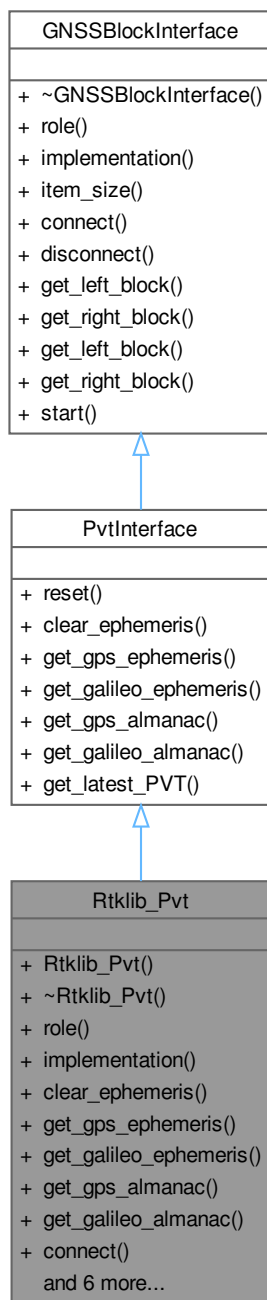 GNSSBlockInterface
+ ~GNSSBlockInterface()
+ role()
+ implementation()
+ item_size()
+ connect()
+ disconnect()
+ get_left_block()
+ get_right_block()
+ get_left_block()
+ get_right_block()
+ start()
PvtInterface
+ reset()
+ clear_ephemeris()
+ get_gps_ephemeris()
+ get_galileo_ephemeris()
+ get_gps_almanac()
+ get_galileo_almanac()
+ get_latest_PVT()
Rtklib_Pvt
+ Rtklib_Pvt()
+ ~Rtklib_Pvt()
+ role()
+ implementation()
+ clear_ephemeris()
+ get_gps_ephemeris()
+ get_galileo_ephemeris()
+ get_gps_almanac()
+ get_galileo_almanac()
+ connect()
and 6 more...